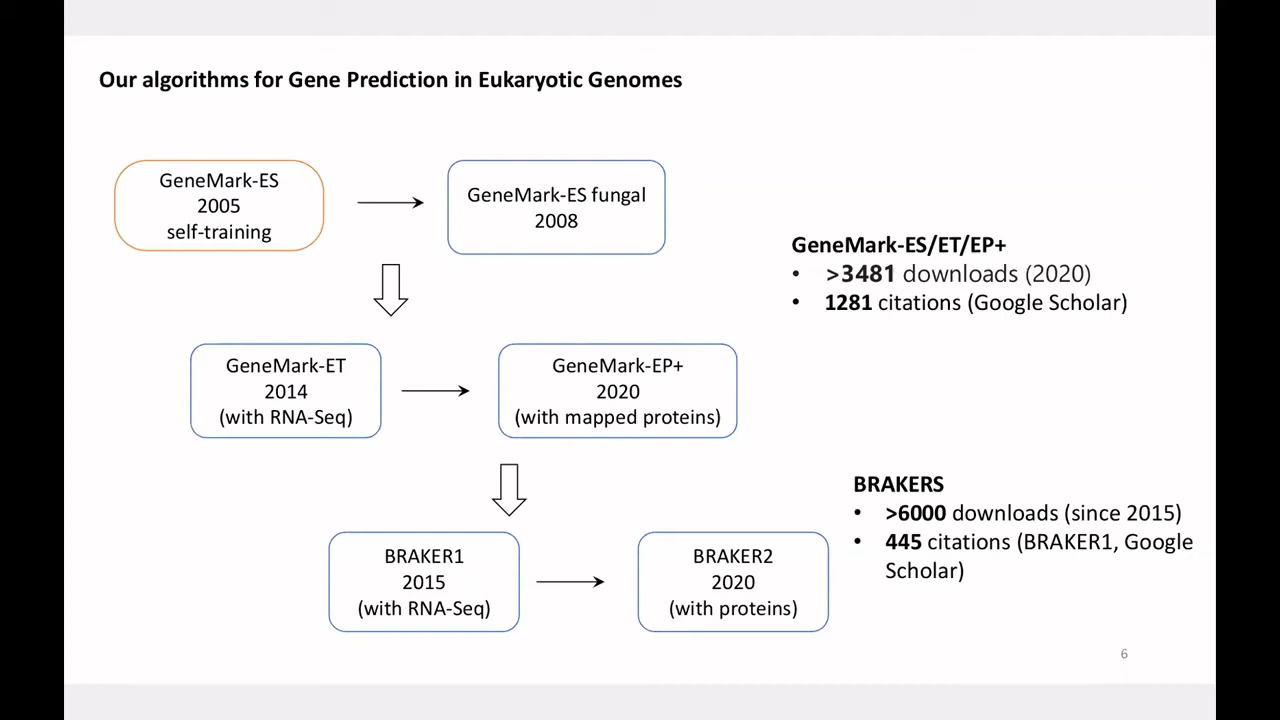 Our algorithms for Gene Prediction in Eukaryotic Genomes
GeneMark-ES
2005
self-training
GeneMark-ES fungal
2008
GeneMark-ES/ET/EP+
• >3481 downloads (2020)
• 1281 citations (Google Scholar)
GeneMark-ET
2014
(with RNA-Seq)
GeneMark-EP+
2020
(with mapped proteins)
BRAKERS
• >6000 downloads (since 2015)
• 445 citations (BRAKER1, Google
Scholar)
BRAKER1
2015
(with RNA-Seq)
BRAKER2
2020
(with proteins)
6